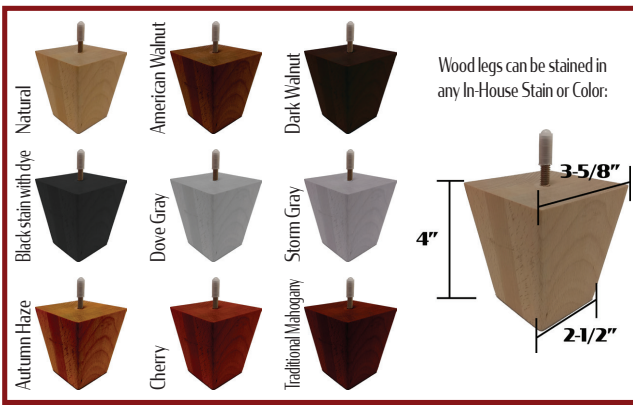 Natural
American Walnut
Dark Walnut
Wood legs can be stained in
any In-House Stain or Color:
Black stain with dye
Dove Gray
Storm Gray
3-5/8”
4”
2-1/2”
Autumn Haze
Cherry
Traditional Mahogany